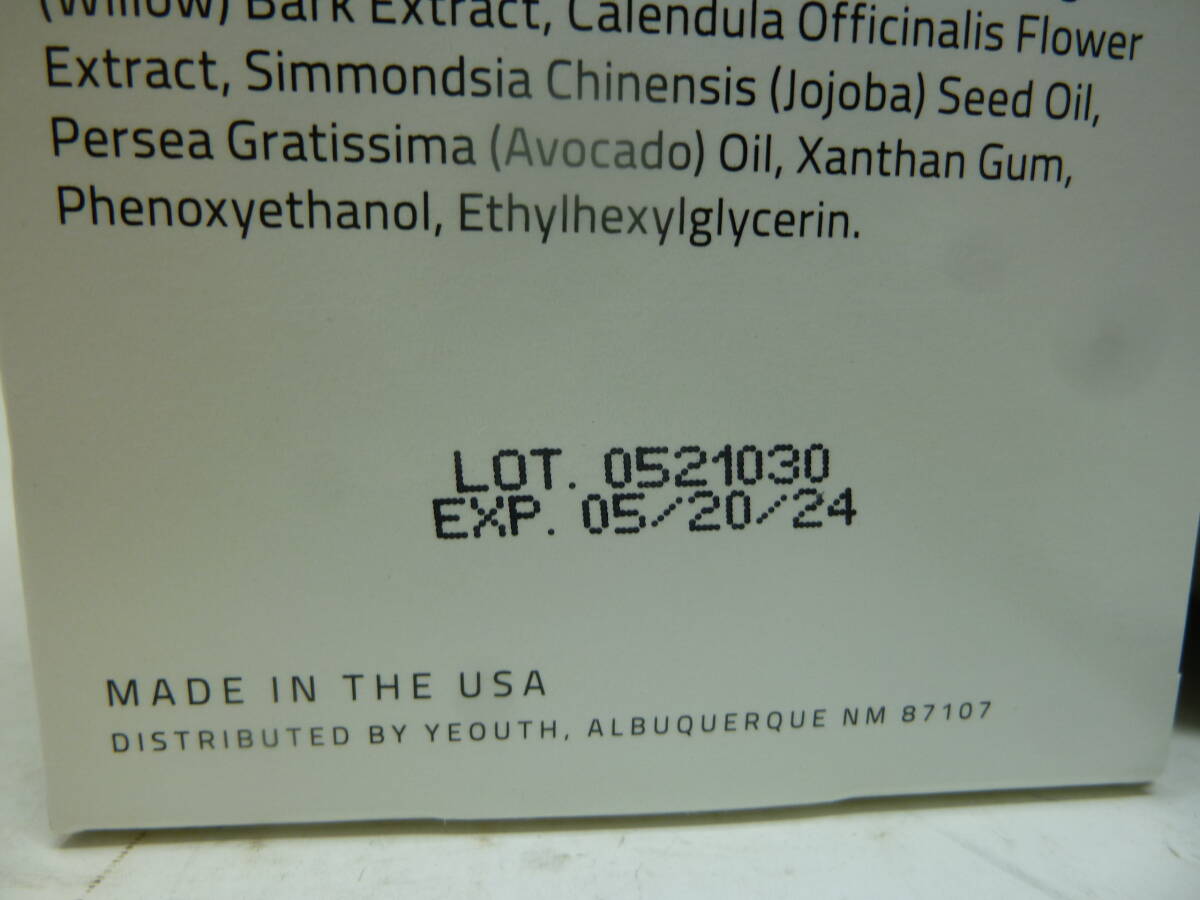 (Willow) Bark Extract, Calendula Officinalis Flower
Extract, Simmondsia Chinensis (Jojoba) Seed Oil,
Persea Gratissima (Avocado) Oil, Xanthan Gum,
Phenoxyethanol, Ethylhexylglycerin.
LOT. 0521030
EXP. 05/20/24
MADE IN THE USA
DISTRIBUTED BY YEOUTH, ALBUQUERQUE NM 87107